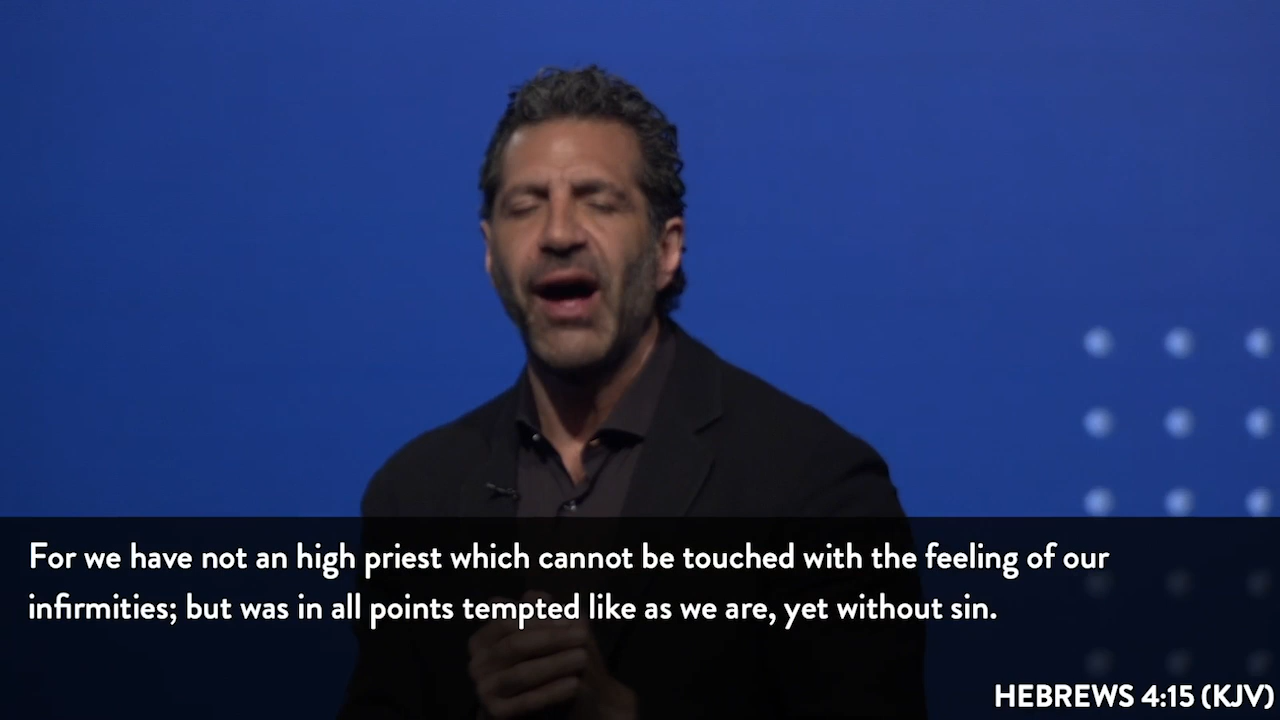 For we have not an high priest which cannot be touched with the feeling of our
infirmities; but was in all points tempted like as we are, yet without sin.
HEBREWS 4:15 (KJV)